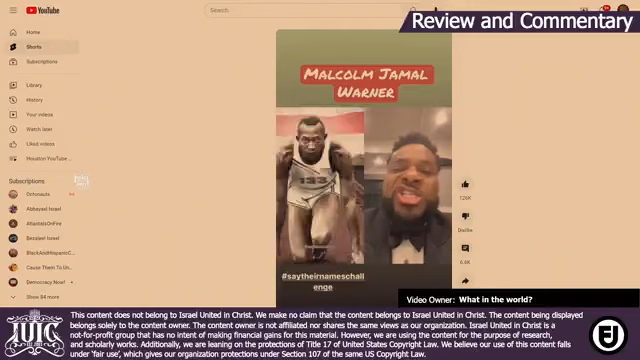 YouTube
Search
Review and Commentary
Home
Shorts
Subscriptions
Library
History
Your videos
Watch later
Liked videos
Houston YouTube ...
Subscriptions
Octonauts
Abbayad Israel
AtlantisOnFire
Bezaleel Israel
BlackAndHispanicC...
Cause Them To Un...
Democracy Now!
Show 84 more
MALCOLM JAMAL
WARNER
133
#saytheirnameschall
enge
126K
Dislike
6.4K
Video Owner: What in the world?
IUIC
This content does not belong to Israel United in Christ. We make no claim that the content belongs to Israel United in Christ. The content being displayed
belongs solely to the content owner. The content owner is not affiliated nor shares the same views as our organization. Israel United in Christ is a
not-for-profit group that has no intent of making financial gains for this material. However, we are using the content for the purpose of research,
and scholarly works. Additionally, we are leaning on the protections of Title 17 of United States Copyright Law. We believe our use of this content falls
under 'fair use', which gives our organization protections under Section 107 of the same US Copyright Law.